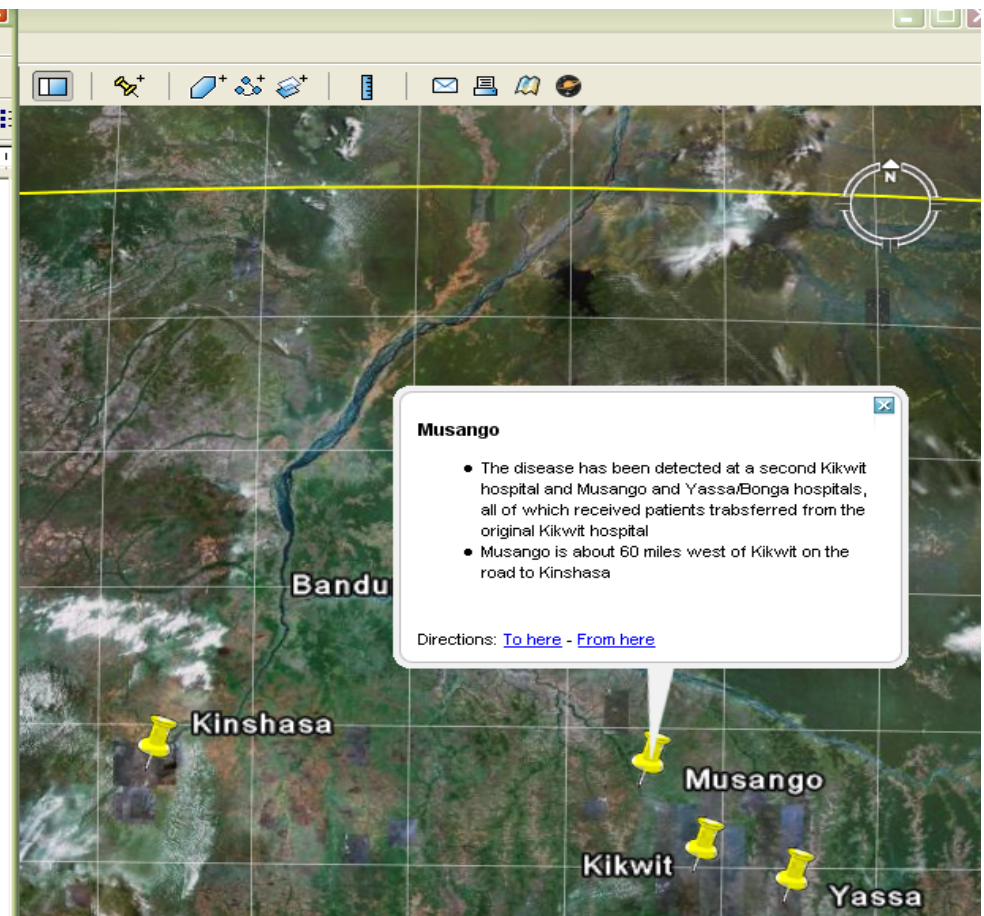 N
Musango
• The disease has been detected at a second Kikwit
hospital and Musango and Yassa/Bonga hospitals,
all of which received patients trabsferred from the
original Kikwit hospital
• Musango is about 60 miles west of Kikwit on the
road to Kinshasa
Bandu
Directions: To here - From here
Kinshasa
Musango
Kikwit
Yassa